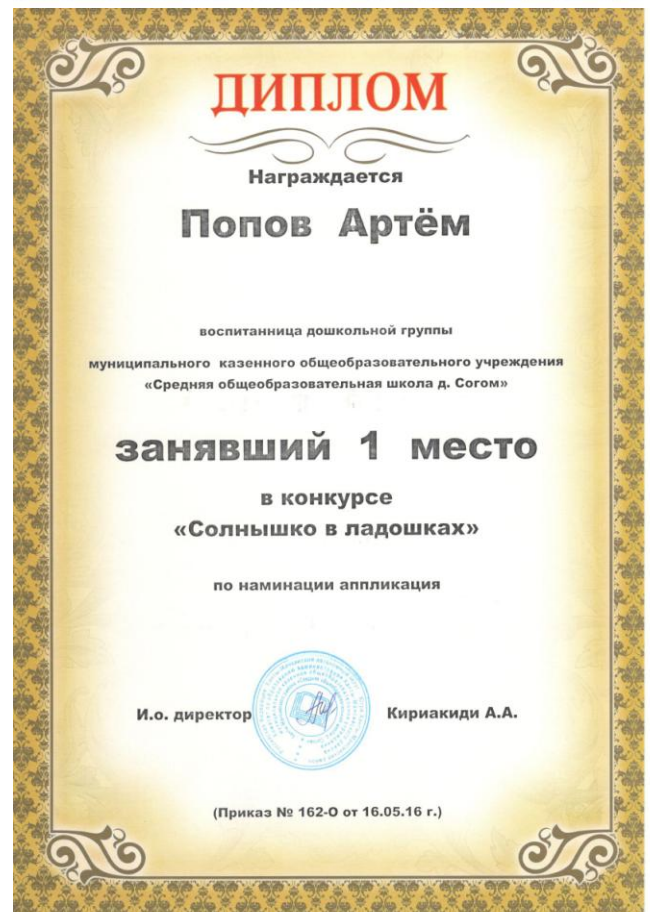 ДИПЛОМ
Награждается
Попов Артём
воспитанница дошкольной группы
муниципального казенного общеобразовательного учреждения
«Средняя общеобразовательная школа д. Согом»
занявший 1 место
в конкурсе
«Солнышко в ладошках»
по наминации аппликация
И.о. директор Кириакиди А.А.
(Приказ № 162-О от 16.05.16 г.)